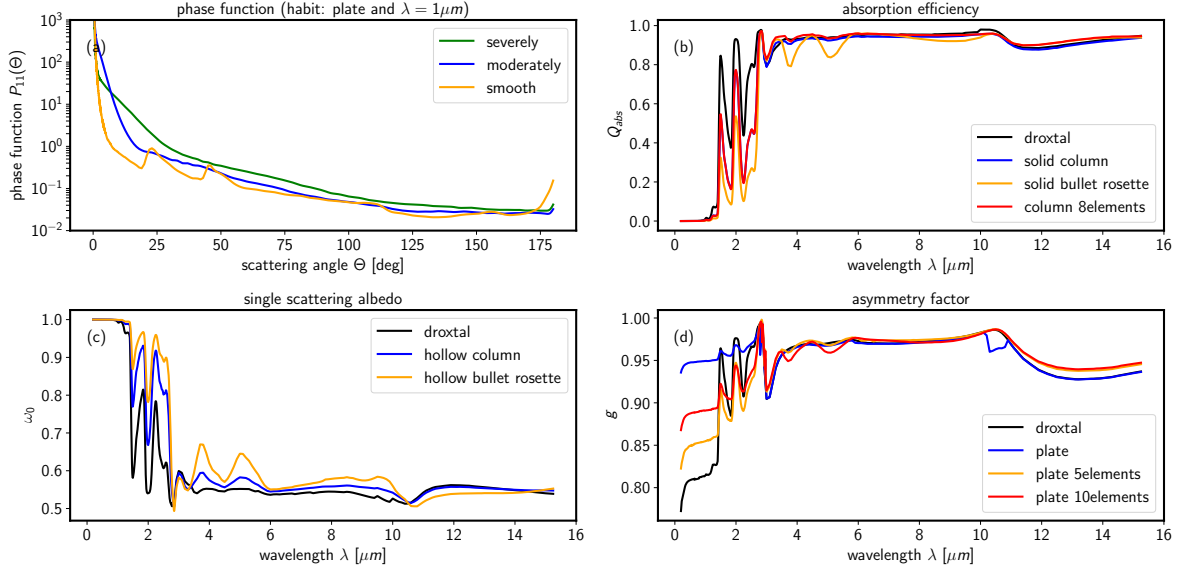 phase function (habit: plate and λ = 1μm)
(a)
severely
moderately
smooth
10³
10²
10¹
10⁰
10⁻¹
10⁻²
phase function P₁₁(Θ)
0 25 50 75 100 125 150 175
scattering angle Θ [deg]
absorption efficiency
(b)
1.0
0.8
0.6
0.4
0.2
0.0
Q_abs
droxtal
solid column
solid bullet rosette
column 8elements
0 2 4 6 8 10 12 14 16
wavelength λ [μm]
single scattering albedo
(c)
droxtal
hollow column
hollow bullet rosette
1.0
0.9
0.8
0.7
0.6
0.5
ω₀
0 2 4 6 8 10 12 14 16
wavelength λ [μm]
asymmetry factor
(d)
1.00
0.95
0.90
0.85
0.80
g
droxtal
plate
plate 5elements
plate 10elements
0 2 4 6 8 10 12 14 16
wavelength λ [μm]